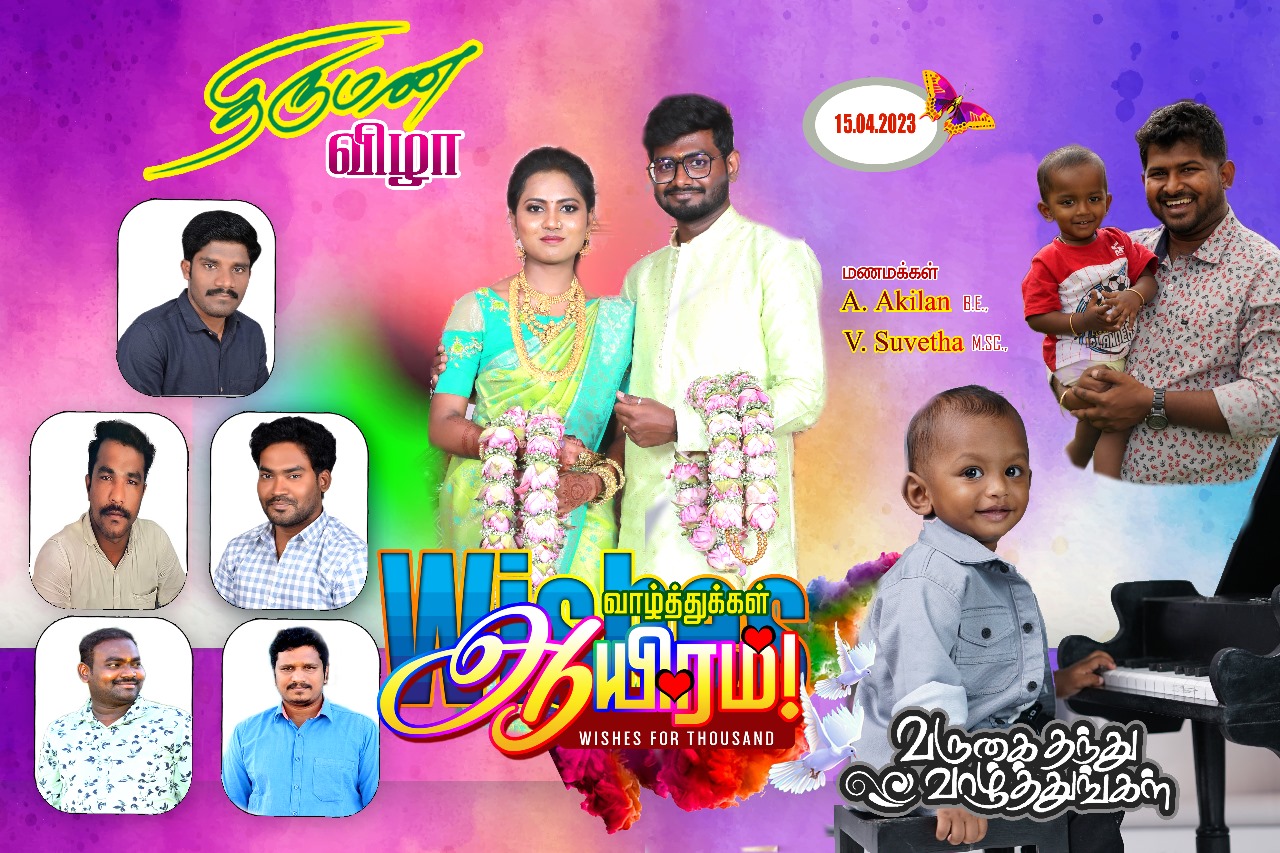 திருமண
விழா
15.04.2023
மணமக்கள்
A. Akilan B.E.,
V. Suvetha M.SC.,
Wishes
வாழ்த்துக்கள்
ஆயிரம்!
WISHES FOR THOUSAND
வருகை தந்து
வாழ்த்துங்கள்